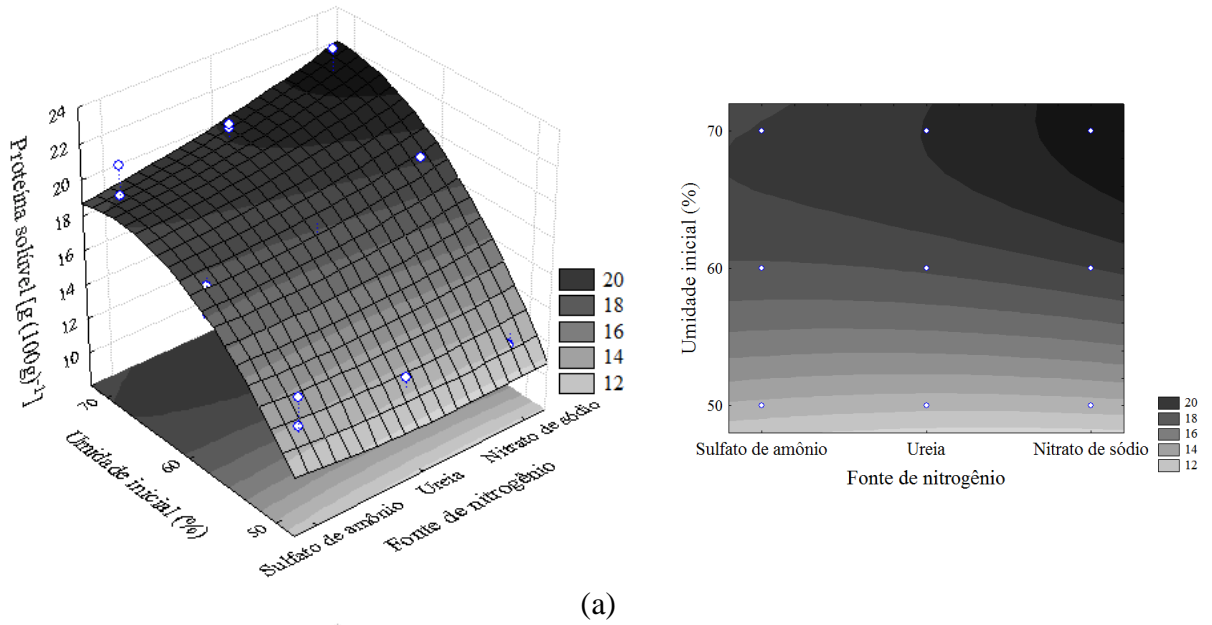 24
22
20
18
16
14
12
10
Protéma solúvel [g (100g)⁻¹]
70
60
50
Umidade inicial (%)
Sulfato de amônio
Ureia
Nitrato de sódio
Fonte de nitrogênio
20
18
16
14
12
70
60
50
Umidade inicial (%)
Sulfato de amônio
Ureia
Nitrato de sódio
Fonte de nitrogênio
20
18
16
14
12
(a)